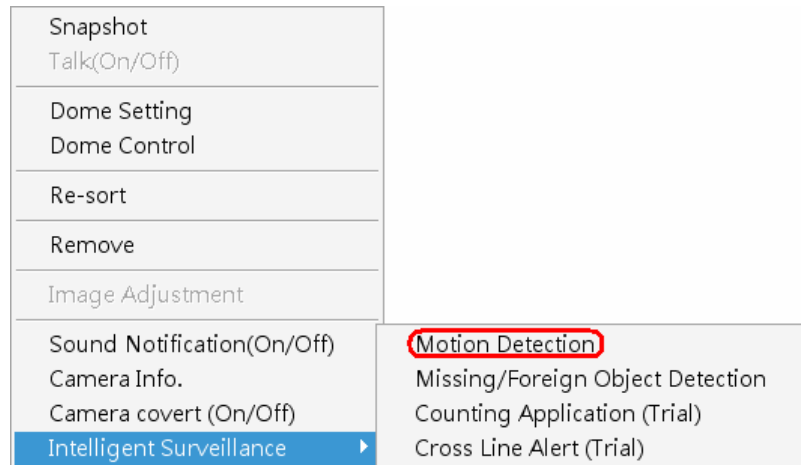 Snapshot
Talk(On/Off)
Dome Setting
Dome Control
Re-sort
Remove
Image Adjustment
Sound Notification(On/Off)
Camera Info.
Camera covert (On/Off)
Intelligent Surveillance
Motion Detection
Missing/Foreign Object Detection
Counting Application (Trial)
Cross Line Alert (Trial)